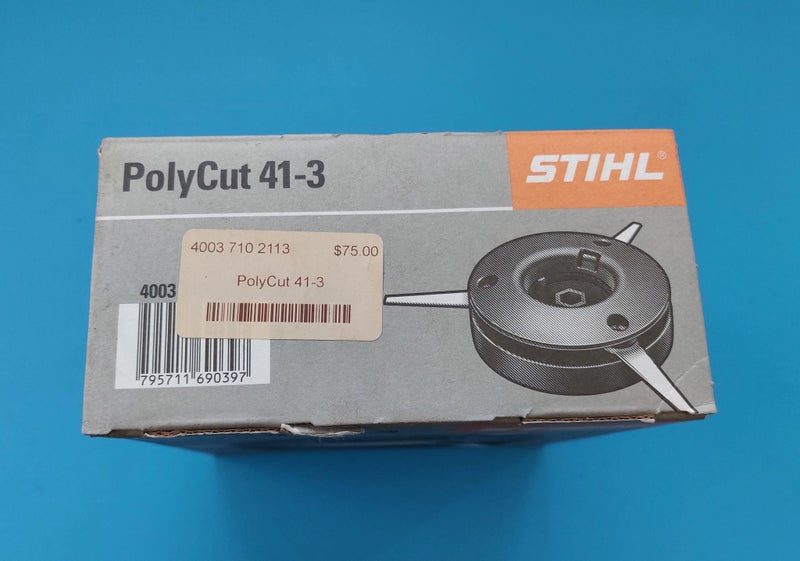 PolyCut 41-3
STIHL®
4003 710 2113 $75.00
PolyCut 41-3
4003
795711 690397